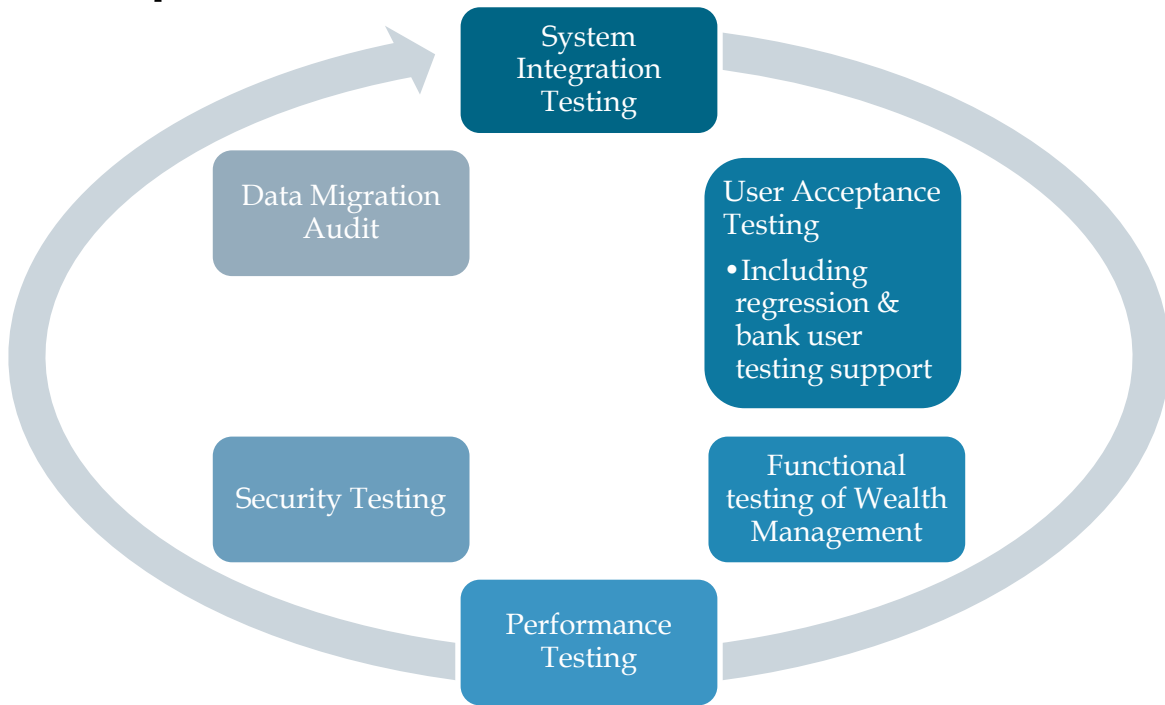 System
Integration
Testing
User Acceptance
Testing
•Including
regression &
bank user
testing support
Functional
testing of Wealth
Management
Performance
Testing
Security Testing
Data Migration
Audit